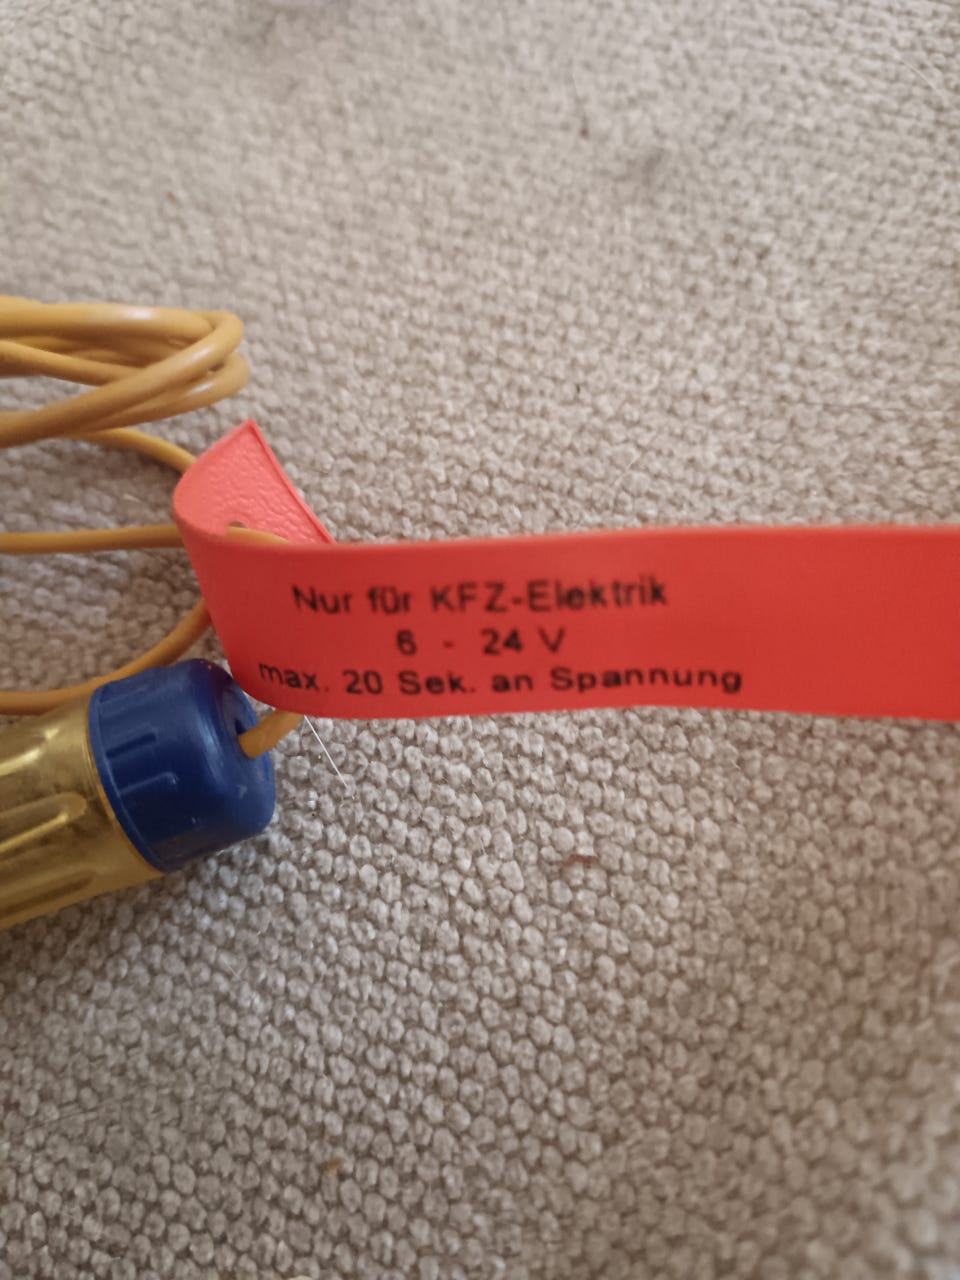 Nur für KFZ-Elektrik
6 - 24 V
max. 20 Sek. an Spannung